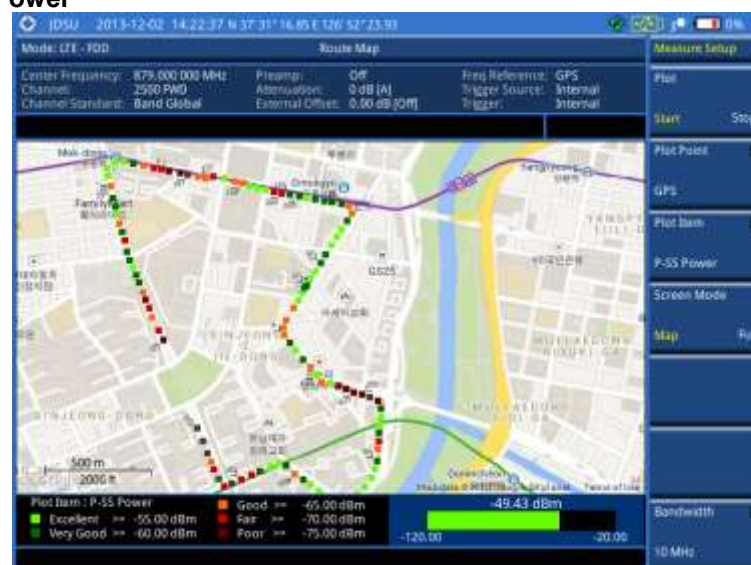 ower
JDSU 2013-12-02 14:22:37 N 37°31'16.85 E 126°52'23.93 0%
Mode: LTE - FDD Route Map Measure Setup
Center Frequency: 879.000 000 MHz Preamp: Off Freq Reference: GPS
Channel: 2500 FWD Attenuation: 0 dB [A] Trigger Source: Internal
Channel Standard: Band Global External Offset: 0.00 dB [Off] Trigger: Internal
Plot
Start Stop
Plot Point
GPS
Plot Item
P-SS Power
Screen Mode
Map
Bandwidth
10 MHz
Mok-dong
FamilyMart
GS25
500 m
2000 ft
Plot Item : P-SS Power
Excellent >= -55.00 dBm
Very Good >= -60.00 dBm
Good >= -65.00 dBm
Fair >= -70.00 dBm
Poor >= -75.00 dBm
-49.43 dBm
-120.00 -20.00